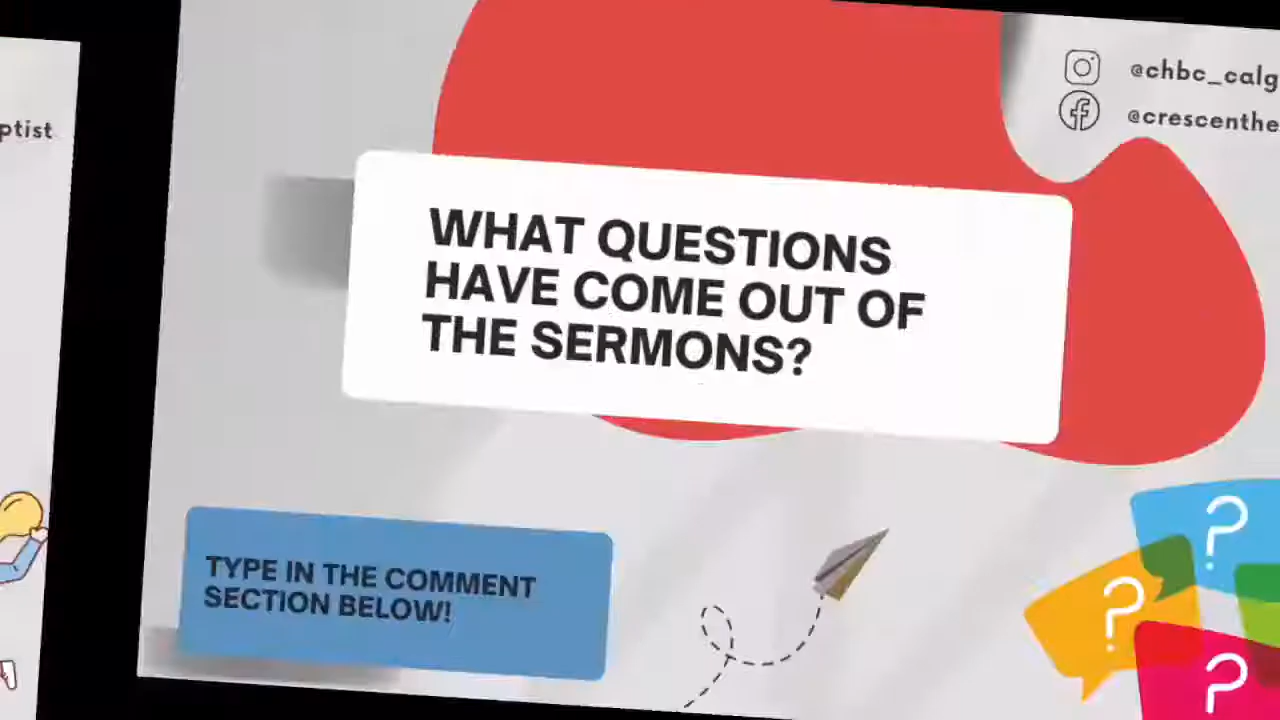 ptist
@chbc_calg
@crescenthe
WHAT QUESTIONS
HAVE COME OUT OF
THE SERMONS?
TYPE IN THE COMMENT
SECTION BELOW!
?
?
?